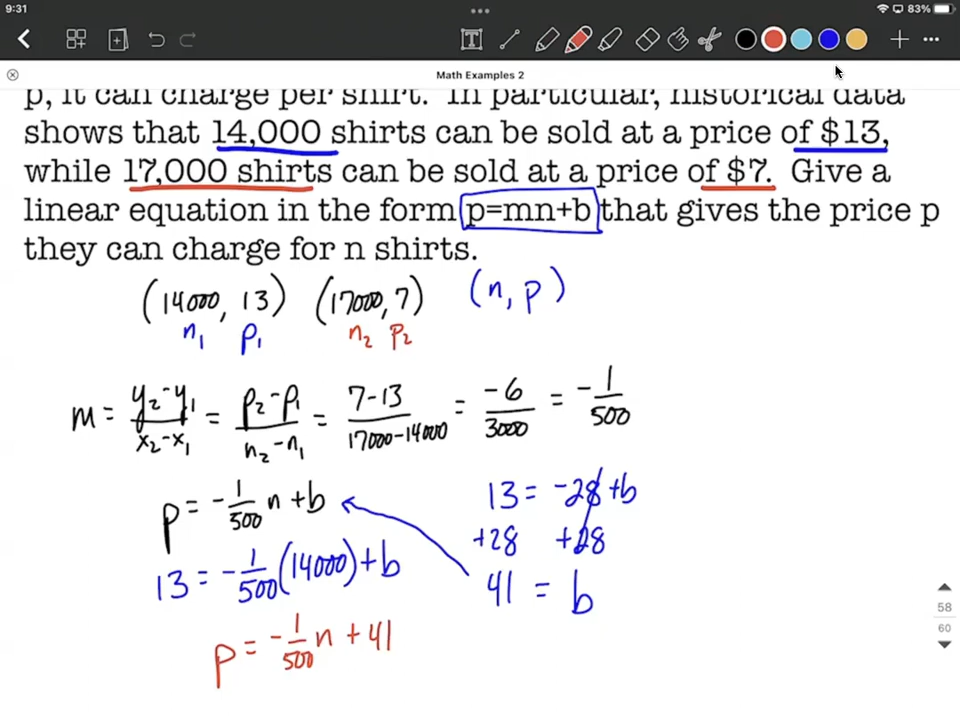 9:31
83%
Math Examples 2
p, it can charge per shirt. In particular, historical data
shows that 14,000 shirts can be sold at a price of $13,
while 17,000 shirts can be sold at a price of $7. Give a
linear equation in the form p=mn+b that gives the price p
they can charge for n shirts.
(14000, 13) (17000, 7) (n, p)
n₁ p₁ n₂ p₂
m = (y₂-y₁)/(x₂-x₁) = (p₂-p₁)/(n₂-n₁) = (7-13)/(17000-14000) = -6/3000 = -1/500
p = -1/500 n + b
13 = -1/500 (14000) + b
p = -1/500 n + 41
13 = -28 + b
+28 +28
41 = b
58
60